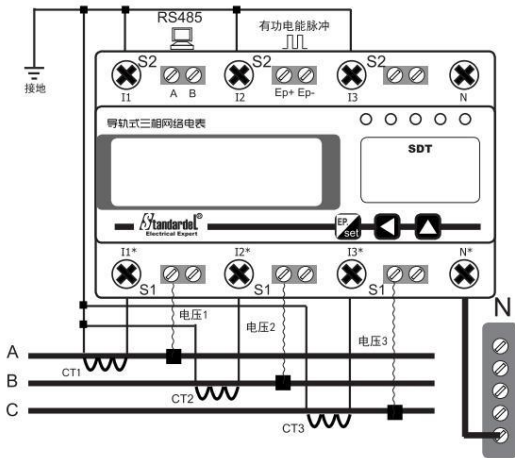 RS485
有功电能脉冲
接地
S2 S2 S2
I1 A B I2 Ep+ Ep- I3 N
导轨式三相网络电表
SDT
Standardel®
Electrical Expert
EP. set
I1* I2* I3* N*
S1 S1 S1
N
电压1 电压2 电压3
A
CT1
B
CT2
C
CT3